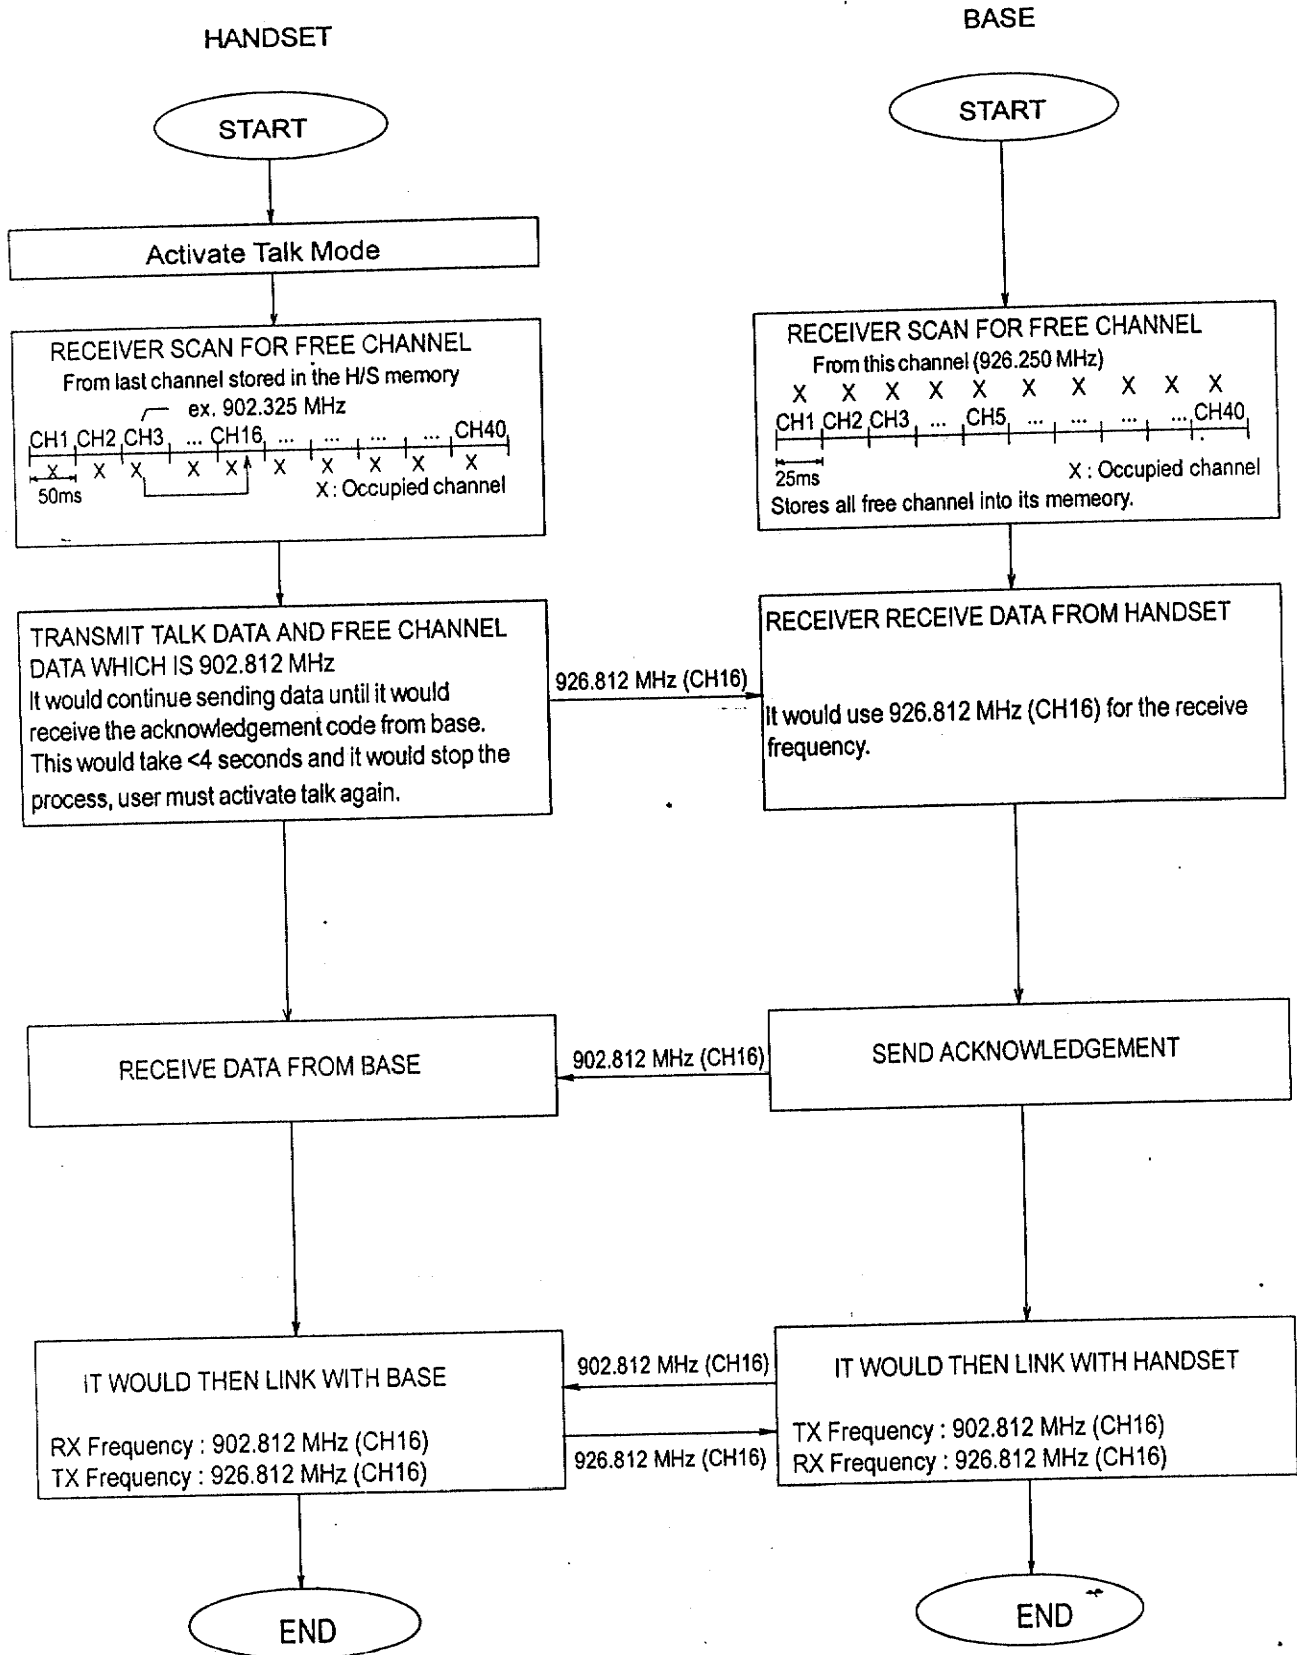 HANDSET
START
Activate Talk Mode
RECEIVER SCAN FOR FREE CHANNEL
From last channel stored in the H/S memory
ex. 902.325 MHz
CH1 CH2 CH3 ... CH16 ... ... ... ... CH40
X X X X X X X X X X
50ms
X : Occupied channel
TRANSMIT TALK DATA AND FREE CHANNEL
DATA WHICH IS 902.812 MHz
It would continue sending data until it would
receive the acknowledgement code from base.
This would take <4 seconds and it would stop the
process, user must activate talk again.
926.812 MHz (CH16)
RECEIVE DATA FROM BASE
902.812 MHz (CH16)
IT WOULD THEN LINK WITH BASE
RX Frequency : 902.812 MHz (CH16)
TX Frequency : 926.812 MHz (CH16)
902.812 MHz (CH16)
926.812 MHz (CH16)
END
BASE
START
RECEIVER SCAN FOR FREE CHANNEL
From this channel (926.250 MHz)
X X X X X X X X X X
CH1 CH2 CH3 ... CH5 ... ... ... ... CH40
25ms
X : Occupied channel
Stores all free channel into its memeory.
RECEIVER RECEIVE DATA FROM HANDSET
It would use 926.812 MHz (CH16) for the receive
frequency.
SEND ACKNOWLEDGEMENT
IT WOULD THEN LINK WITH HANDSET
TX Frequency : 902.812 MHz (CH16)
RX Frequency : 926.812 MHz (CH16)
END